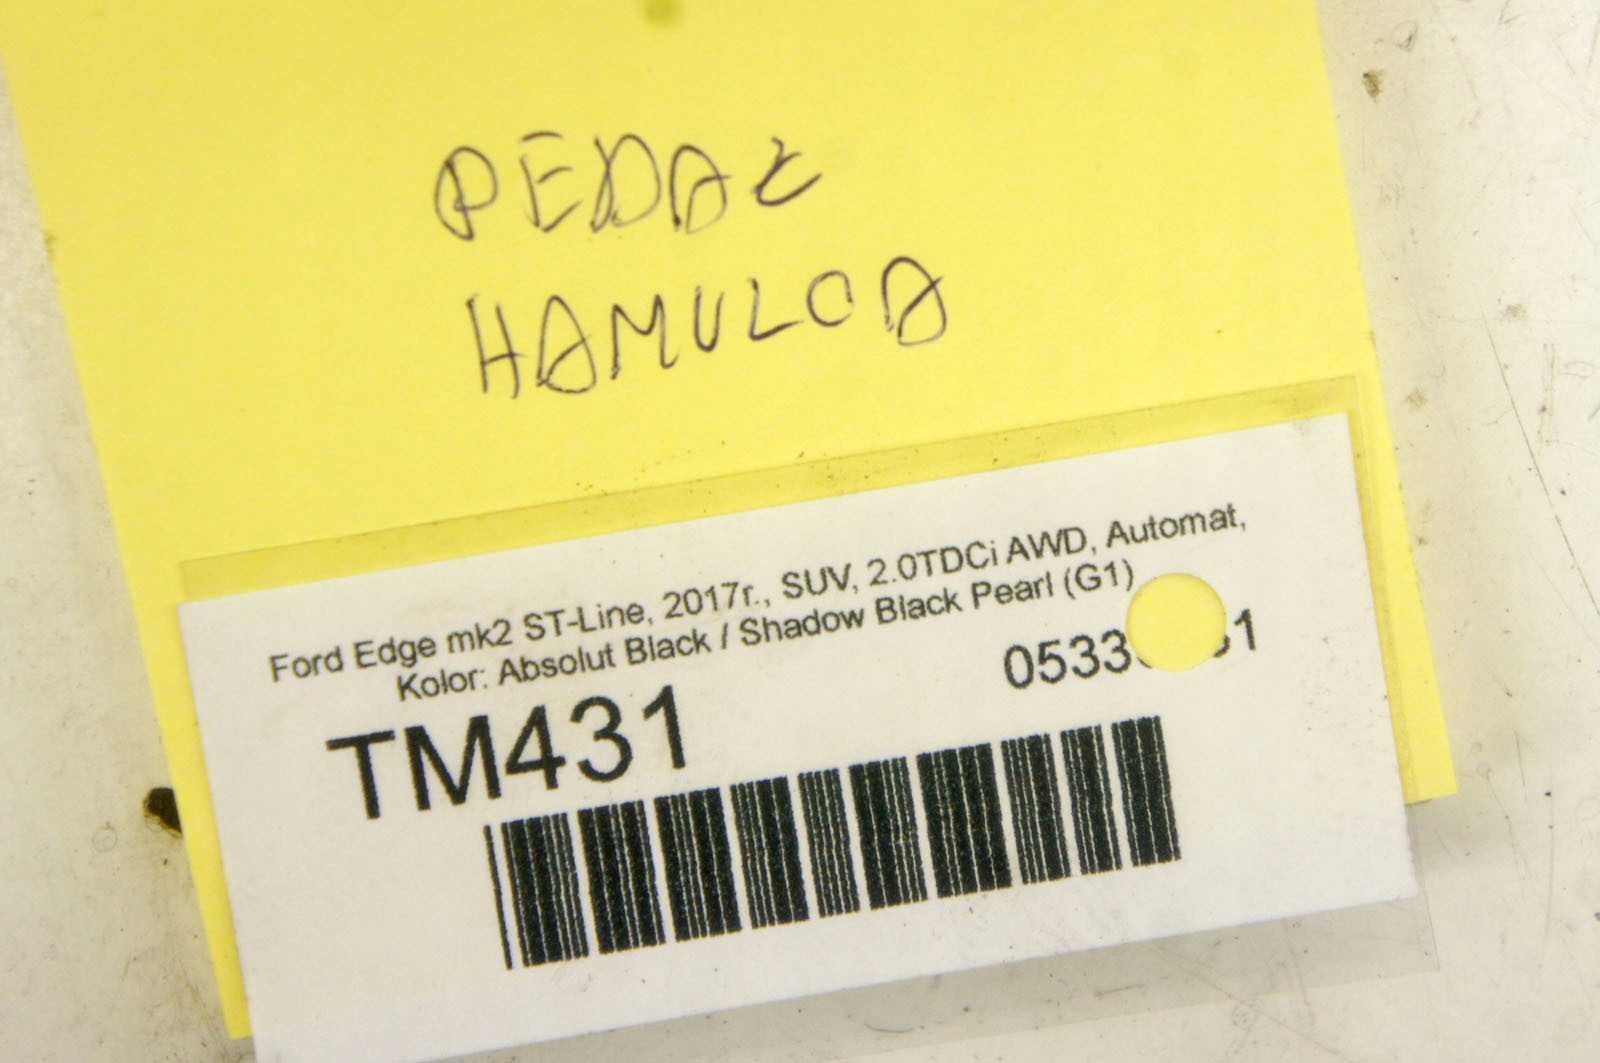 PEDAŁ
HAMULCA
Ford Edge mk2 ST-Line, 2017r., SUV, 2.0TDCi AWD, Automat,
Kolor: Absolut Black / Shadow Black Pearl (G1)
TM431